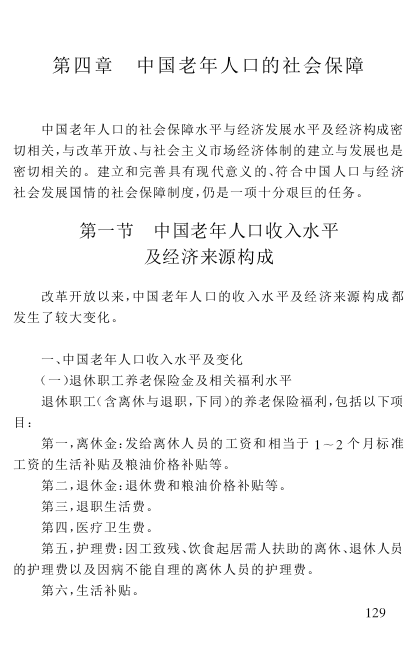 第四章　中国老年人口的社会保障
中国老年人口的社会保障水平与经济发展水平及经济构成密
切相关,与改革开放、与社会主义市场经济体制的建立与发展也是
密切相关的。建立和完善具有现代意义的、符合中国人口与经济
社会发展国情的社会保障制度,仍是一项十分艰巨的任务。
第一节　中国老年人口收入水平
及经济来源构成
改革开放以来,中国老年人口的收入水平及经济来源构成都
发生了较大变化。
一、中国老年人口收入水平及变化
(一)退休职工养老保险金及相关福利水平
退休职工(含离休与退职,下同)的养老保险福利,包括以下项
目:
第一,离休金:发给离休人员的工资和相当于 1~2 个月标准
工资的生活补贴及粮油价格补贴等。
第二,退休金:退休费和粮油价格补贴等。
第三,退职生活费。
第四,医疗卫生费。
第五,护理费:因工致残、饮食起居需人扶助的离休、退休人员
的护理费以及因病不能自理的离休人员的护理费。
第六,生活补贴。
129